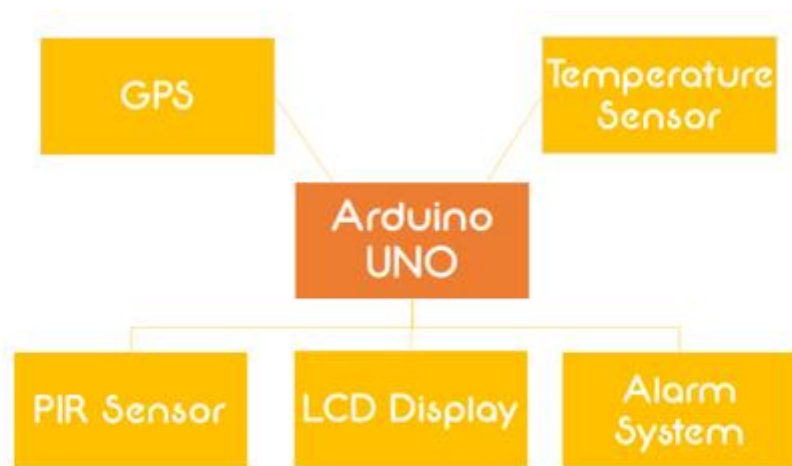 GPS
Temperature
Sensor
Arduino
UNO
PIR Sensor
LCD Display
Alarm
System